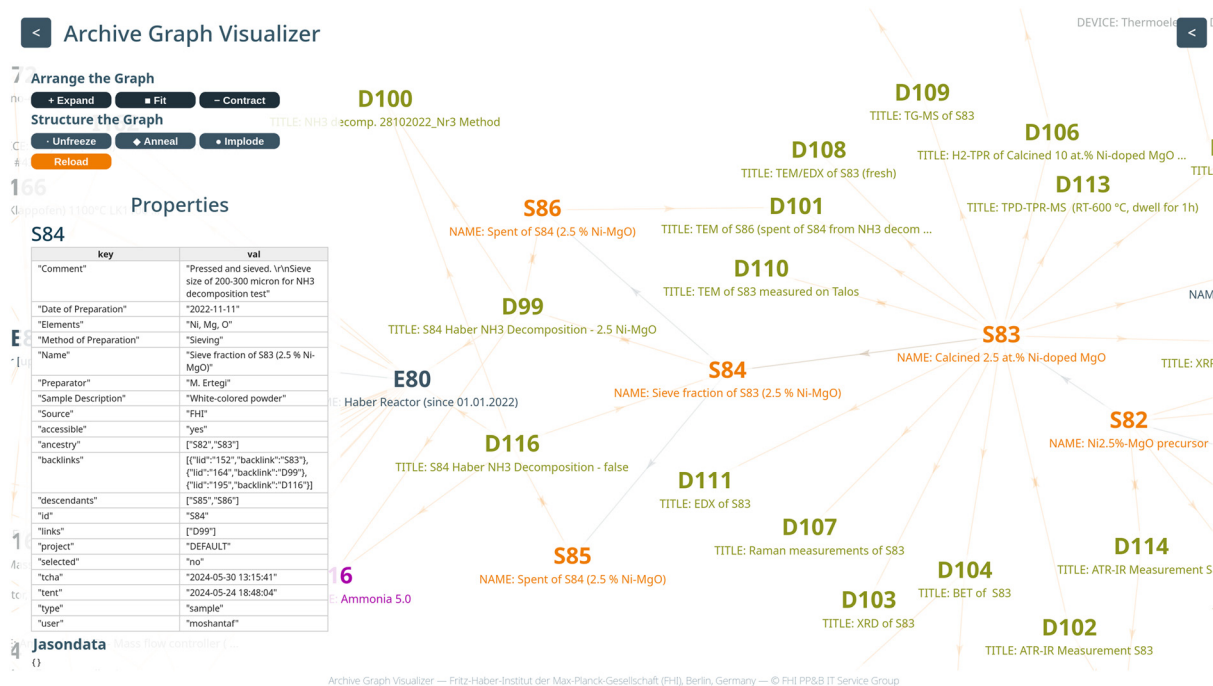 < Archive Graph Visualizer
DEVICE: Thermoele
<
Arrange the Graph
+ Expand ■ Fit − Contract
Structure the Graph
· Unfreeze ◆ Anneal ● Implode
Reload
Properties
S84
key val
"Comment" "Pressed and sieved. \r\nSieve
size of 200-300 micron for NH3
decomposition test"
"Date of Preparation" "2022-11-11"
"Elements" "Ni, Mg, O"
"Method of Preparation" "Sieving"
"Name" "Sieve fraction of S83 (2.5 % Ni-
MgO)"
"Preparator" "M. Ertegi"
"Sample Description" "White-colored powder"
"Source" "FHI"
"accessible" "yes"
"ancestry" ["S82","S83"]
"backlinks" [{"lid":"152","backlink":"S83"},
{"lid":"164","backlink":"D99"},
{"lid":"195","backlink":"D116"}]
"descendants" ["S85","S86"]
"id" "S84"
"links" ["D99"]
"project" "DEFAULT"
"selected" "no"
"tcha" "2024-05-30 13:15:41"
"tent" "2024-05-24 18:48:04"
"type" "sample"
"user" "moshantaf"
Jasondata
{}
D100
TITLE: NH3 decomp. 28102022_Nr3 Method
D109
TITLE: TG-MS of S83
D106
TITLE: H2-TPR of Calcined 10 at.% Ni-doped MgO ...
D108
TITLE: TEM/EDX of S83 (fresh)
D113
TITLE: TPD-TPR-MS (RT-600 °C, dwell for 1h)
S86
NAME: Spent of S84 (2.5 % Ni-MgO)
D101
TITLE: TEM of S86 (spent of S84 from NH3 decom ...
D110
TITLE: TEM of S83 measured on Talos
NAM
D99
TITLE: S84 Haber NH3 Decomposition - 2.5 Ni-MgO
S83
NAME: Calcined 2.5 at.% Ni-doped MgO
TITLE: XRF
E80
Haber Reactor (since 01.01.2022)
S84
NAME: Sieve fraction of S83 (2.5 % Ni-MgO)
S82
NAME: Ni2.5%-MgO precursor
D116
TITLE: S84 Haber NH3 Decomposition - false
D111
TITLE: EDX of S83
D107
TITLE: Raman measurements of S83
D114
TITLE: ATR-IR Measurement S
S85
NAME: Spent of S84 (2.5 % Ni-MgO)
16
Ammonia 5.0
D104
TITLE: BET of S83
D103
TITLE: XRD of S83
D102
TITLE: ATR-IR Measurement S83
Mass flow controller ( ...
Archive Graph Visualizer — Fritz-Haber-Institut der Max-Planck-Gesellschaft (FHI), Berlin, Germany — © FHI PP&B IT Service Group